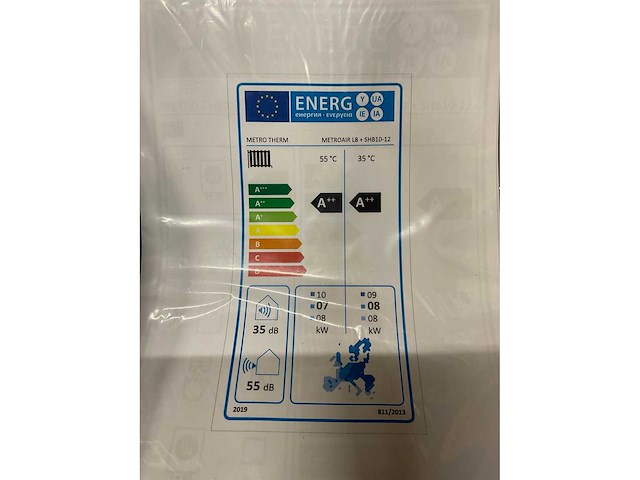 ENERG Y UA
енергия · ενεργεια IE IA
METRO THERM METROAIR L8 + SHB10-12
55 °C 35 °C
A+++
A++ A++ A++
A+
A
B
C
D
10 09
07 08
08 08
kW kW
35 dB
55 dB
2019 811/2013